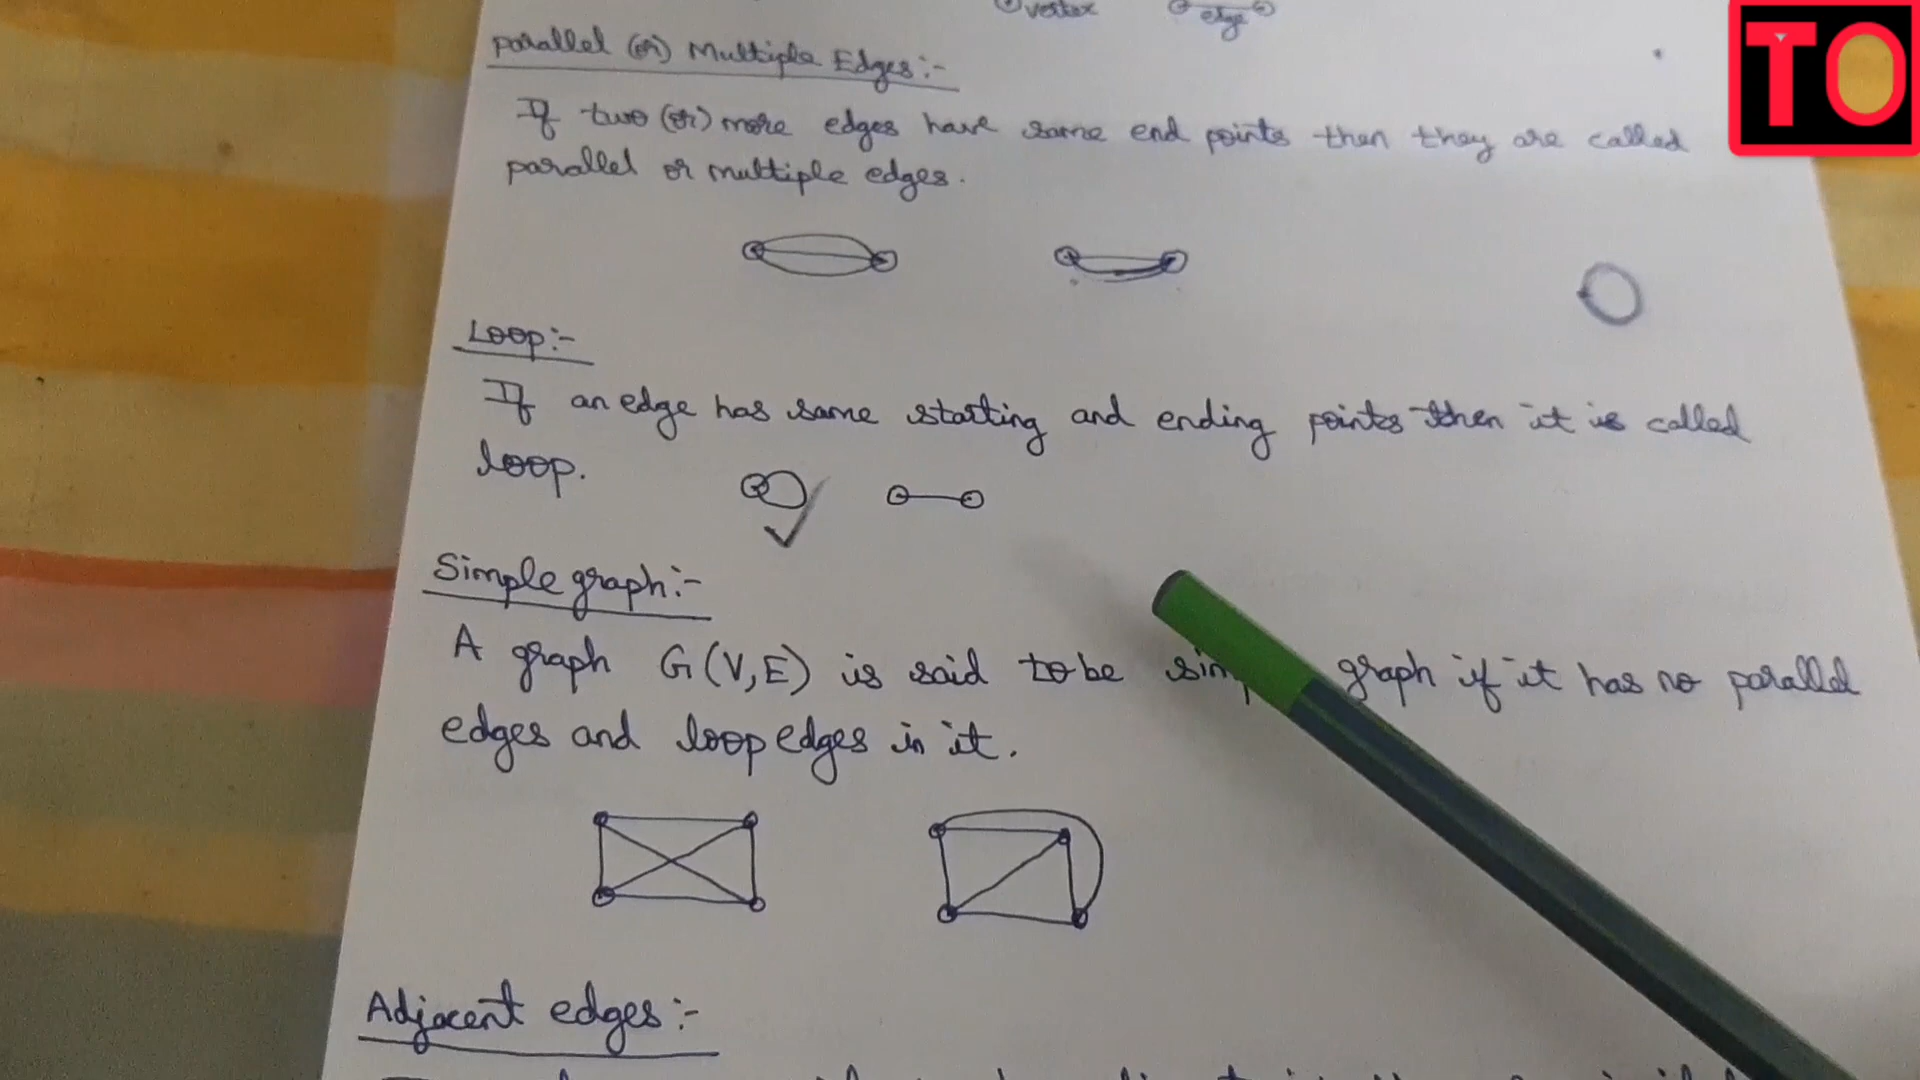 vertex edge
TO
Parallel (or) Multiple Edges:-
If two (or) more edges have same end points then they are called
parallel or multiple edges.
Loop:-
If an edge has same starting and ending points then it is called
loop.
Simple graph:-
A graph G(V,E) is said to be graph if it has no parallel
edges and loop edges in it.
Adjacent edges:-